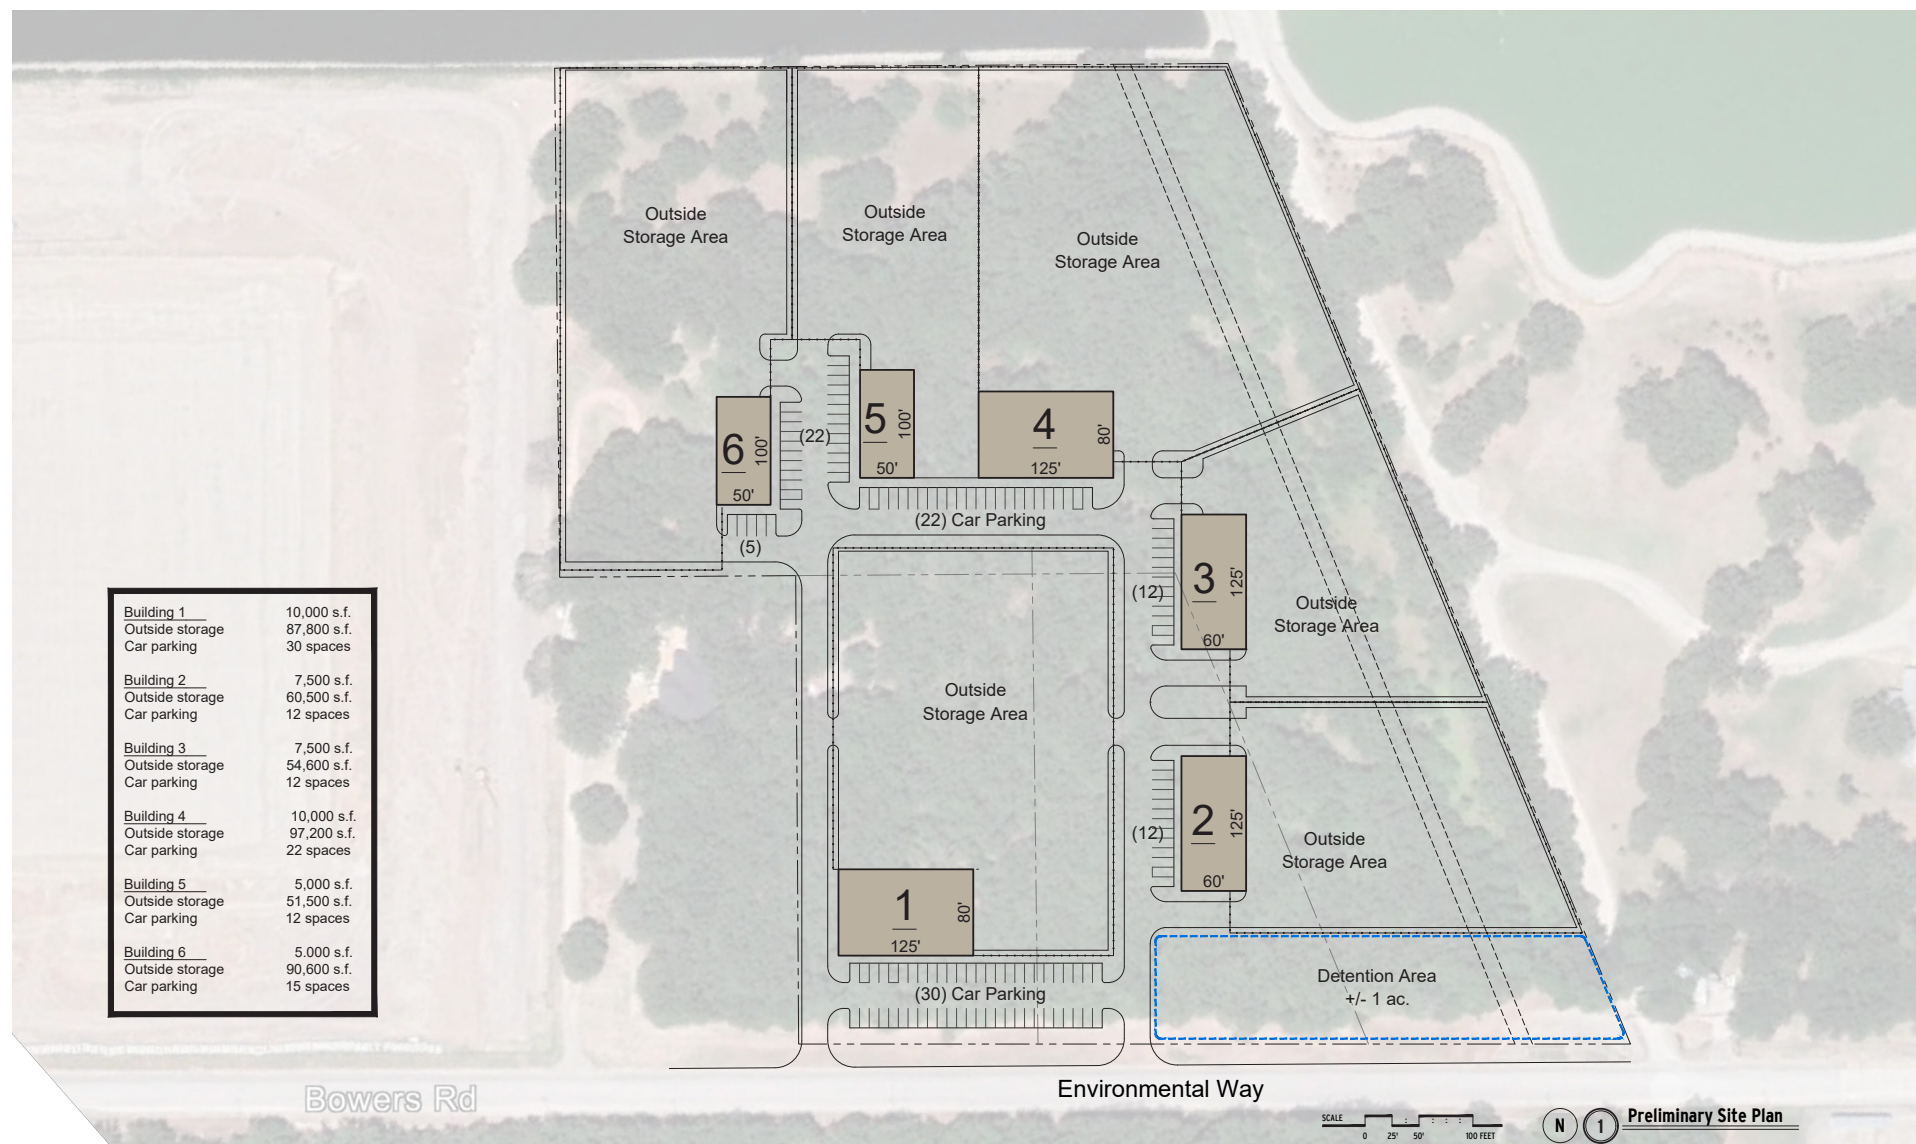 Outside
Storage Area
Outside
Storage Area
Outside
Storage Area
6
100'
50'
(22)
5
100'
50'
4
80'
125'
(22) Car Parking
(5)
(12)
3
125'
60'
Outside
Storage Area
Outside
Storage Area
(12)
2
125'
60'
Outside
Storage Area
1
80'
125'
(30) Car Parking
Detention Area
+/- 1 ac.
Building 1 10,000 s.f.
Outside storage 87,800 s.f.
Car parking 30 spaces
Building 2 7,500 s.f.
Outside storage 60,500 s.f.
Car parking 12 spaces
Building 3 7,500 s.f.
Outside storage 54,600 s.f.
Car parking 12 spaces
Building 4 10,000 s.f.
Outside storage 97,200 s.f.
Car parking 22 spaces
Building 5 5,000 s.f.
Outside storage 51,500 s.f.
Car parking 12 spaces
Building 6 5.000 s.f.
Outside storage 90,600 s.f.
Car parking 15 spaces
Bowers Rd
Environmental Way
SCALE
0 25' 50' 100 FEET
N
1
Preliminary Site Plan